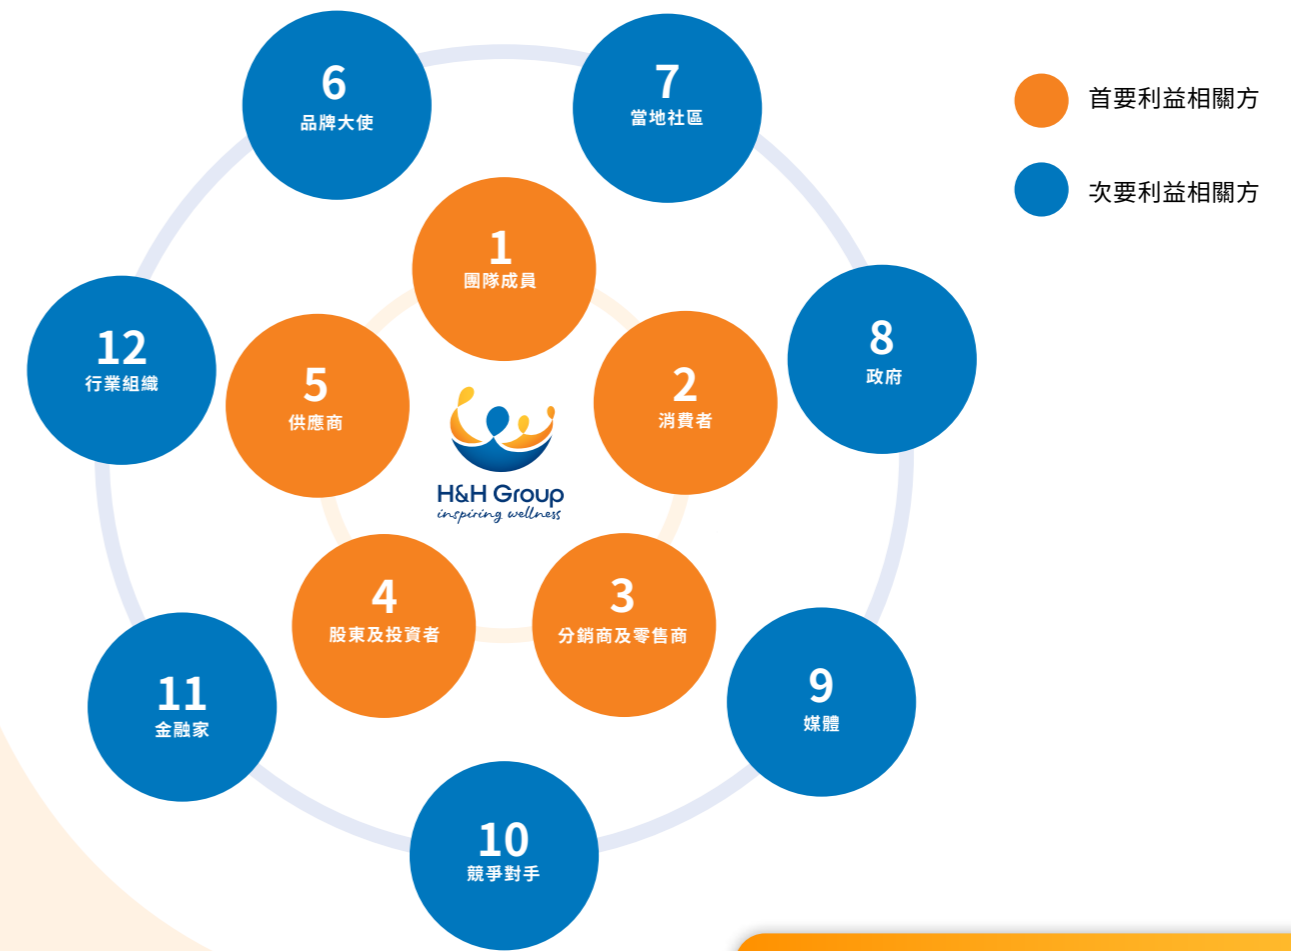 6
品牌大使
7
當地社區
首要利益相關方
次要利益相關方
1
團隊成員
12
行業組織
5
供應商
2
消費者
8
政府
H&H Group
inspiring wellness
4
股東及投資者
3
分銷商及零售商
11
金融家
9
媒體
10
競爭對手